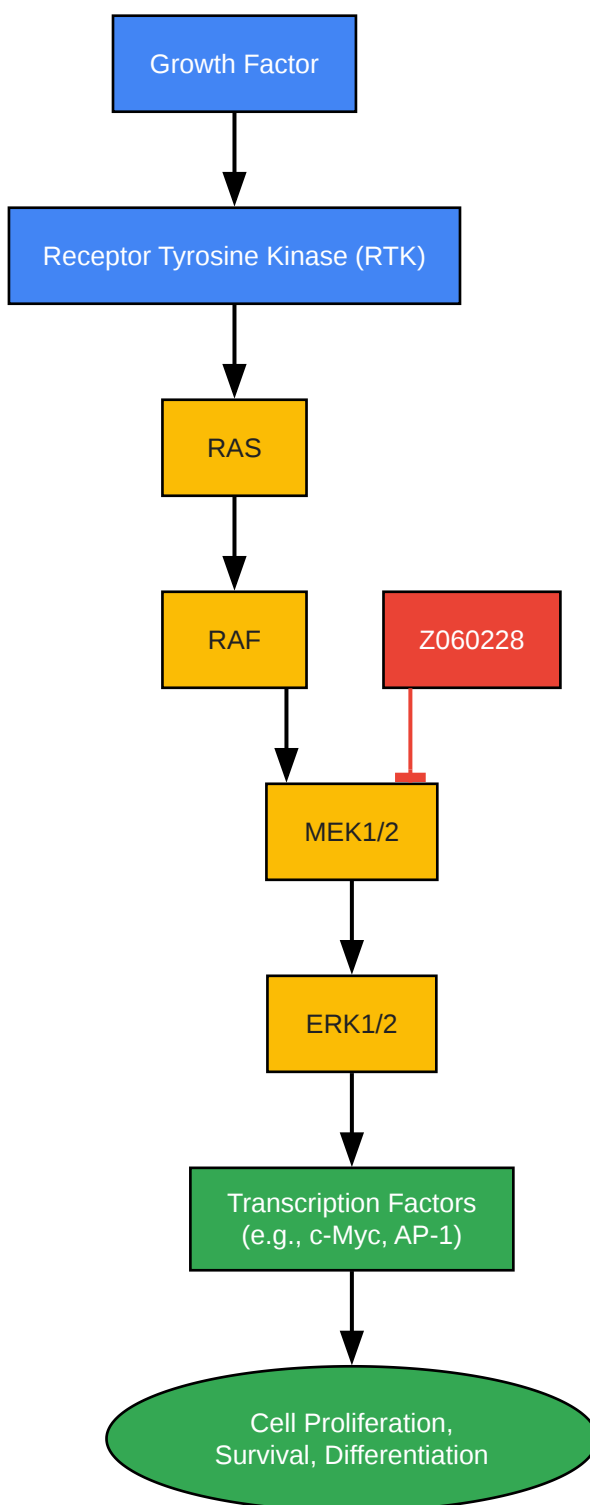 Growth Factor
Receptor Tyrosine Kinase (RTK)
RAS
RAF
Z060228
MEK1/2
ERK1/2
Transcription Factors
(e.g., c-Myc, AP-1)
Cell Proliferation,
Survival, Differentiation